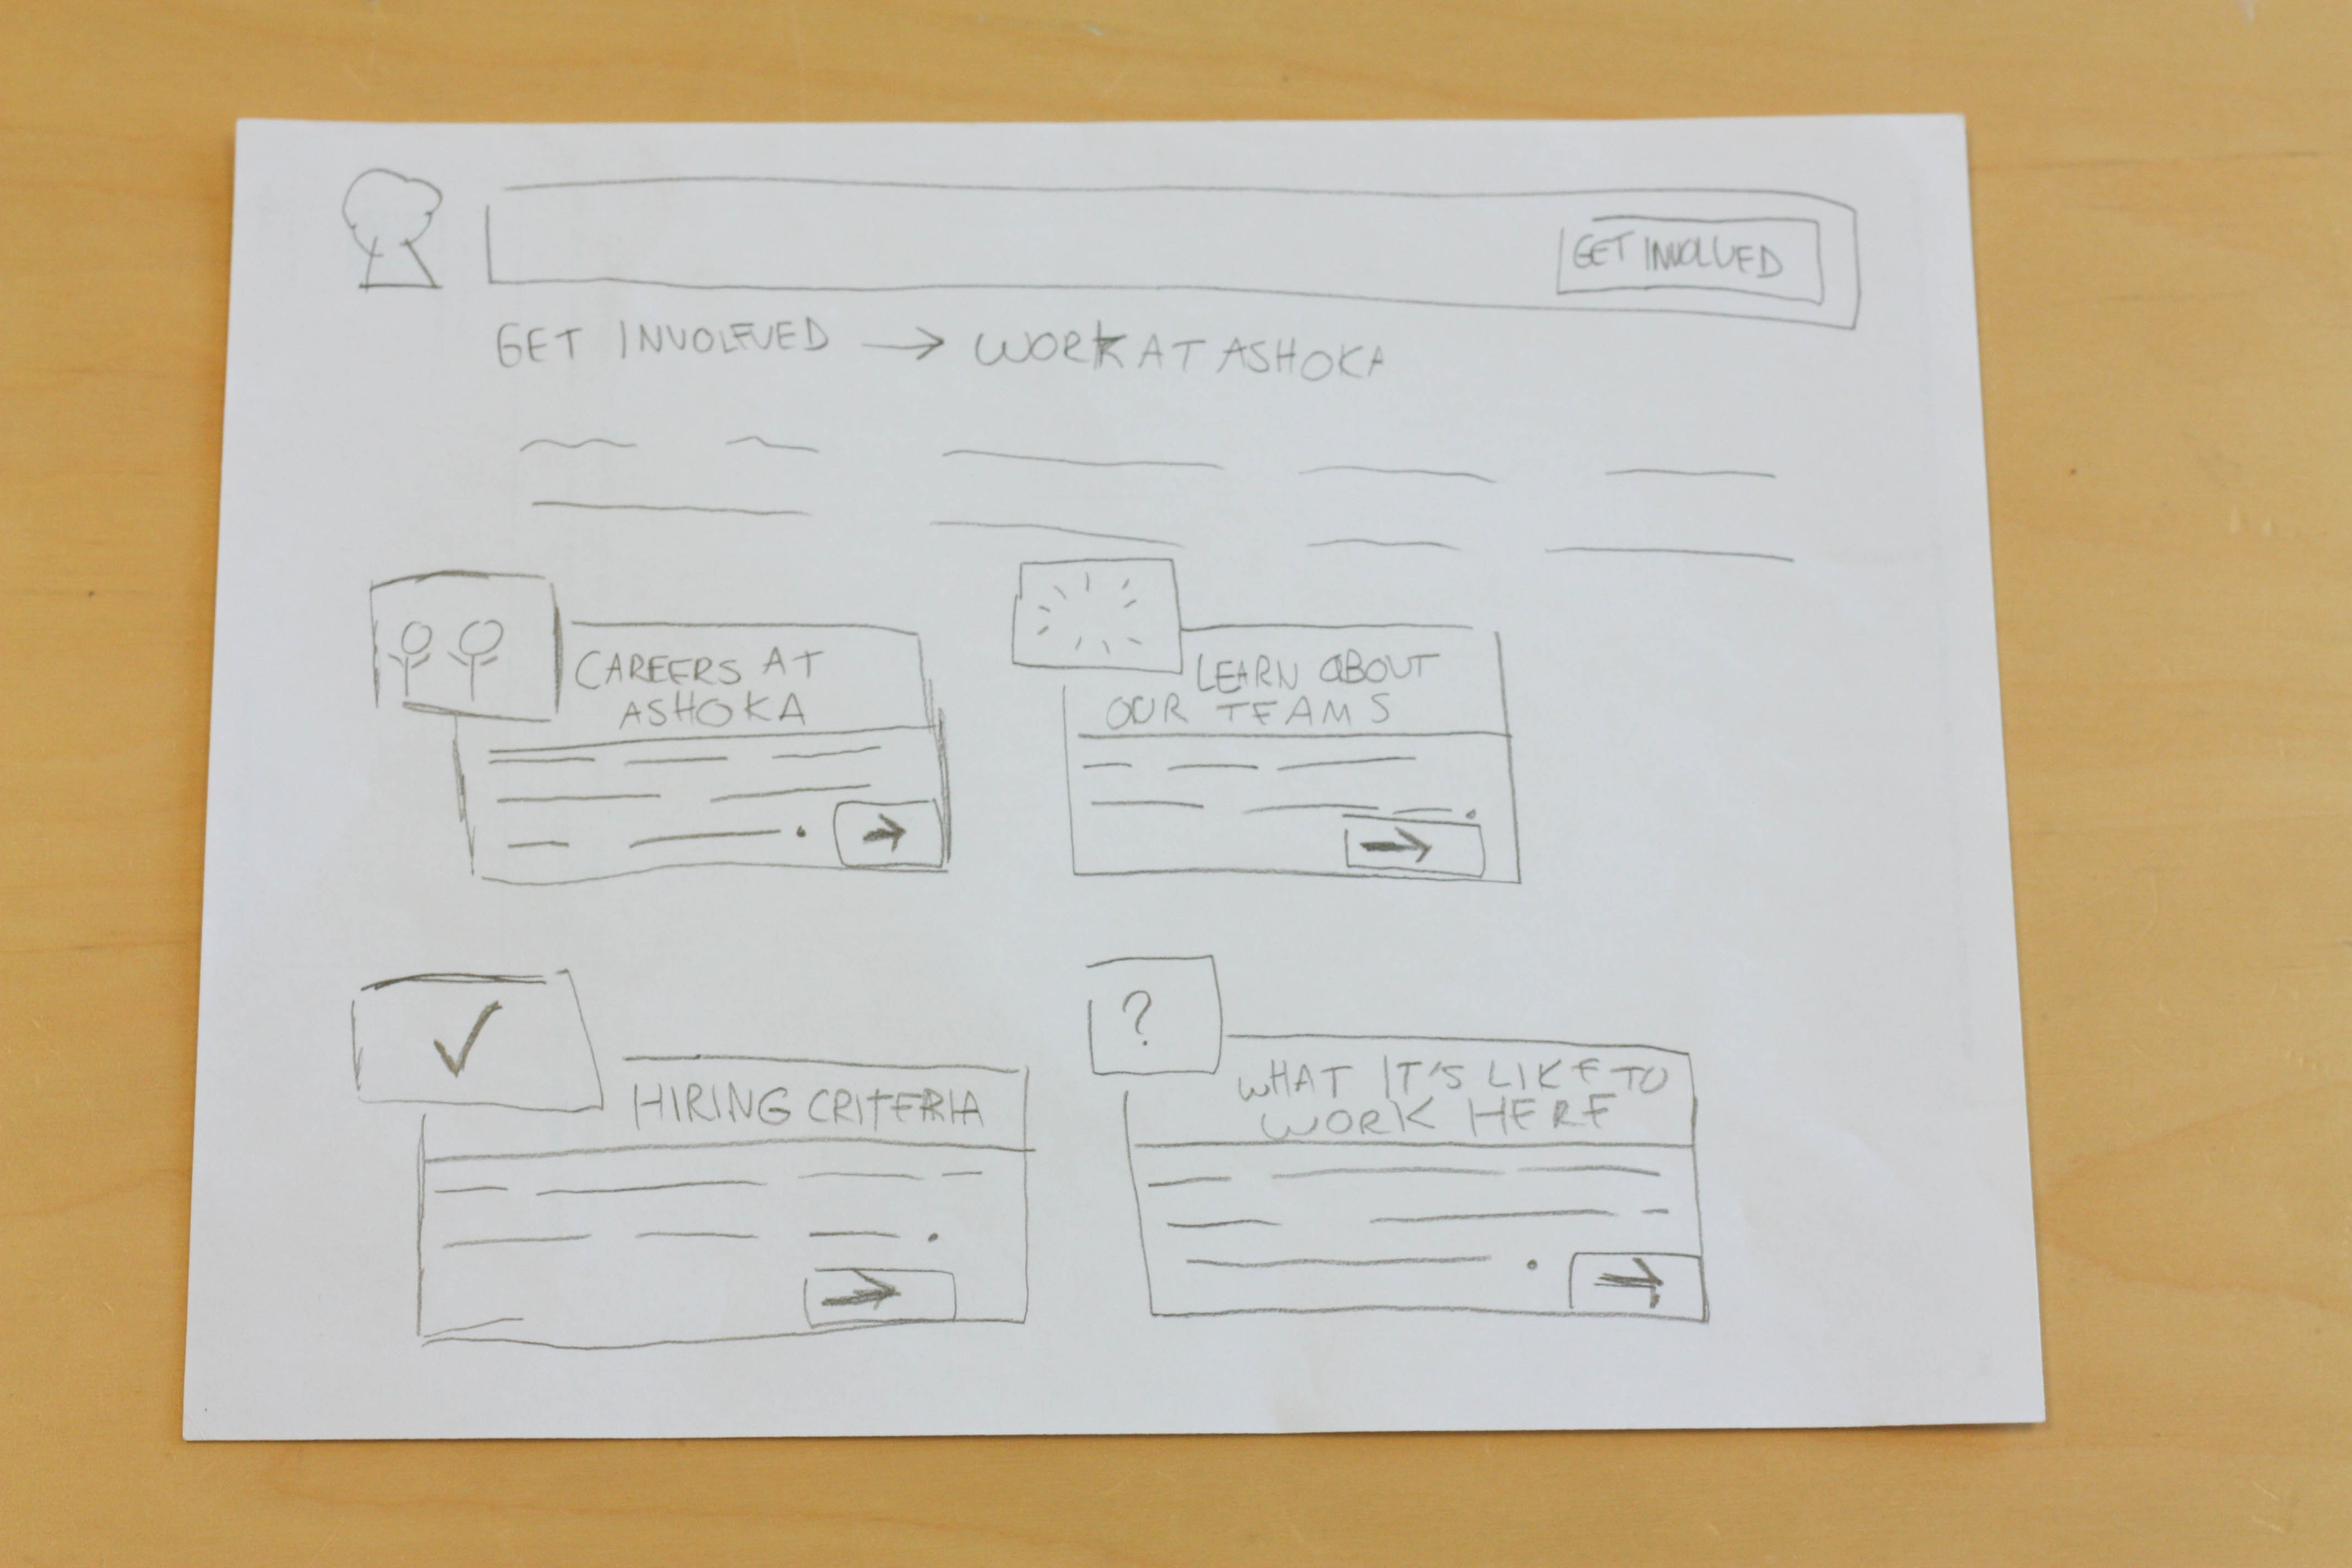 GET INVOLVED
GET INVOLEVED → WORK AT ASHOKA
CAREERS AT
ASHOKA
LEARN ABOUT
OUR TEAMS
HIRING CRITERIA
?
WHAT IT'S LIKE TO
WORK HERE